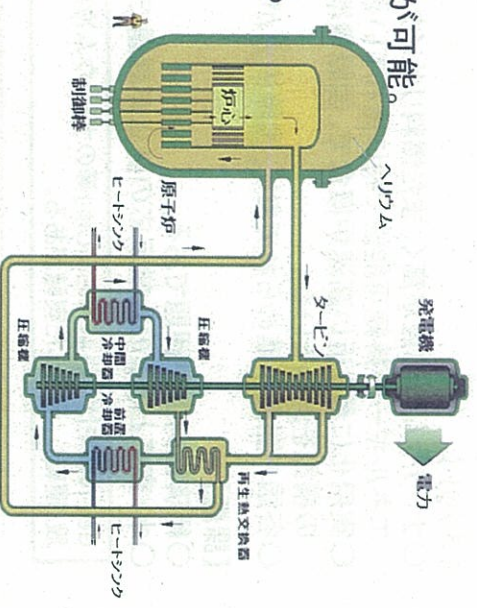 が可能。
ヘリウム
炉心
制御棒
原子炉
発電機
電力
タービン
圧縮機
再生熱交換器
ヒートシンク
中間
冷却器
圧縮機
前置
冷却器
ヒートシンク